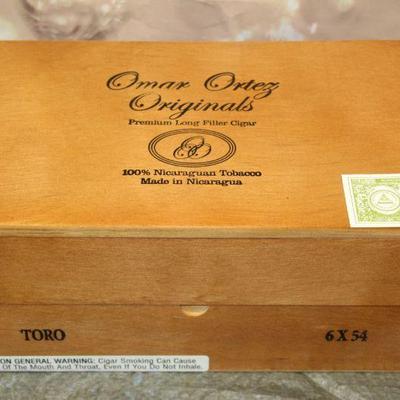 Omar Ortez
Originals
Premium Long Filler Cigar
100% Nicaraguan Tobacco
Made in Nicaragua
TORO
6 X 54
ON GENERAL WARNING: Cigar Smoking Can Cause
Of The Mouth And Throat, Even If You Do Not Inhale.